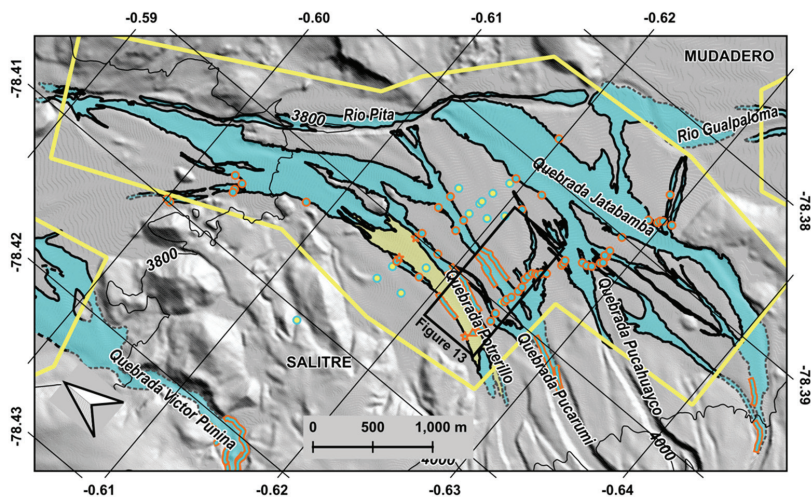 -0.59
-0.60
-0.61
-0.62
MUDADERO
-78.41
3800
Rio Pita
Rio Gualpaloma
Quebrada Jatabamba
-78.38
-78.42
3800
Figure 13
Quebrada Potrerillo
SALITRE
Quebrada Pucarumi
Quebrada Pucahuayco
Quebrada Victor Punina
-78.39
-78.43
0 500 1,000 m
4000
4000
-0.61
-0.62
-0.63
-0.64